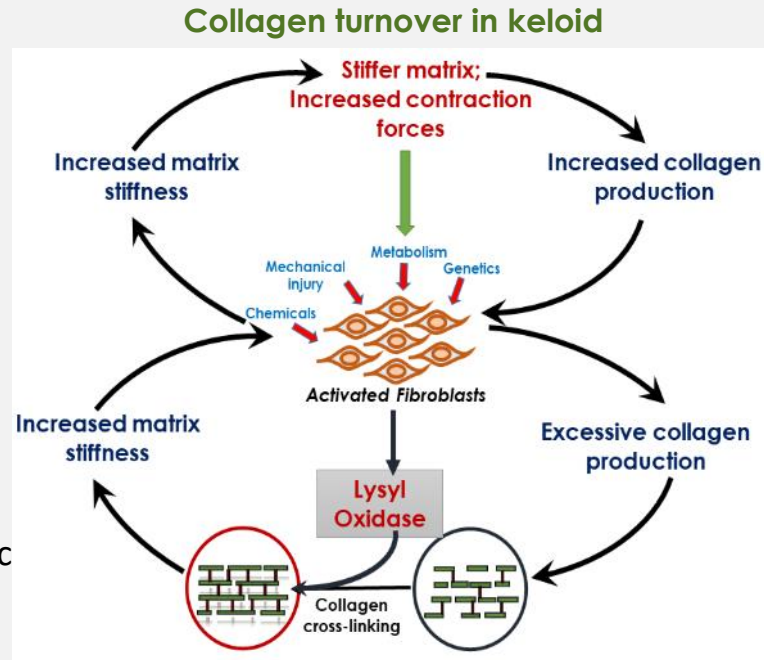 Collagen turnover in keloid
Stiffer matrix;
Increased contraction
forces
Increased matrix
stiffness
Increased collagen
production
Metabolism
Mechanical
injury
Genetics
Chemicals
Activated Fibroblasts
Increased matrix
stiffness
Excessive collagen
production
Lysyl
Oxidase
c
Collagen
cross-linking